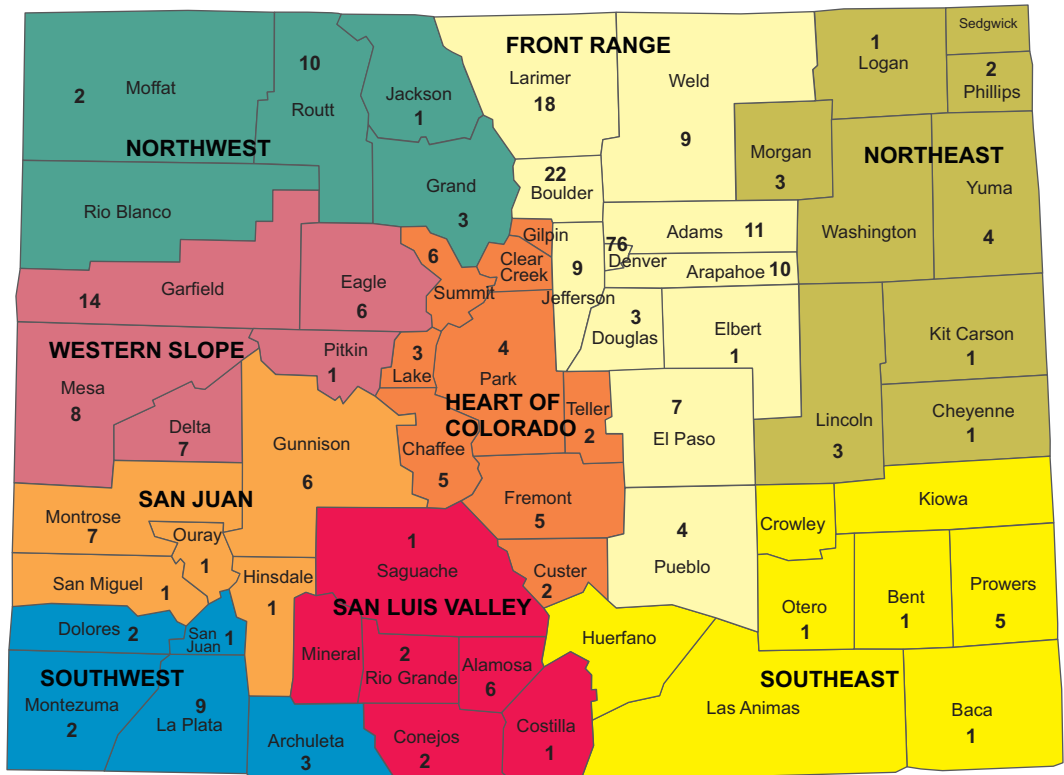 2
Moffat
10
Routt
Jackson
1
NORTHWEST
Rio Blanco
Grand
3
FRONT RANGE
Larimer
18
Weld
9
22
Boulder
Adams 11
76
Denver
Arapahoe 10
9
Jefferson
3
Douglas
Elbert
1
7
El Paso
4
Pueblo
1
Logan
Sedgwick
2
Phillips
Morgan
3
NORTHEAST
Yuma
4
Washington
Kit Carson
1
Cheyenne
1
Lincoln
3
14
Garfield
Eagle
6
WESTERN SLOPE
Pitkin
1
Mesa
8
Delta
7
Gilpin
Clear
Creek
6
Summit
3
Lake
4
Park
HEART OF
COLORADO
Teller
2
Chaffee
5
Fremont
5
Custer
2
Gunnison
6
SAN JUAN
Montrose
7
Ouray
1
San Miguel
1
Hinsdale
1
1
Saguache
SAN LUIS VALLEY
Mineral
2
Rio Grande
Alamosa
6
Conejos
2
Costilla
1
Dolores 2
San
Juan
1
SOUTHWEST
Montezuma
2
9
La Plata
Archuleta
3
Crowley
Kiowa
Otero
1
Bent
1
Prowers
5
Huerfano
SOUTHEAST
Las Animas
Baca
1